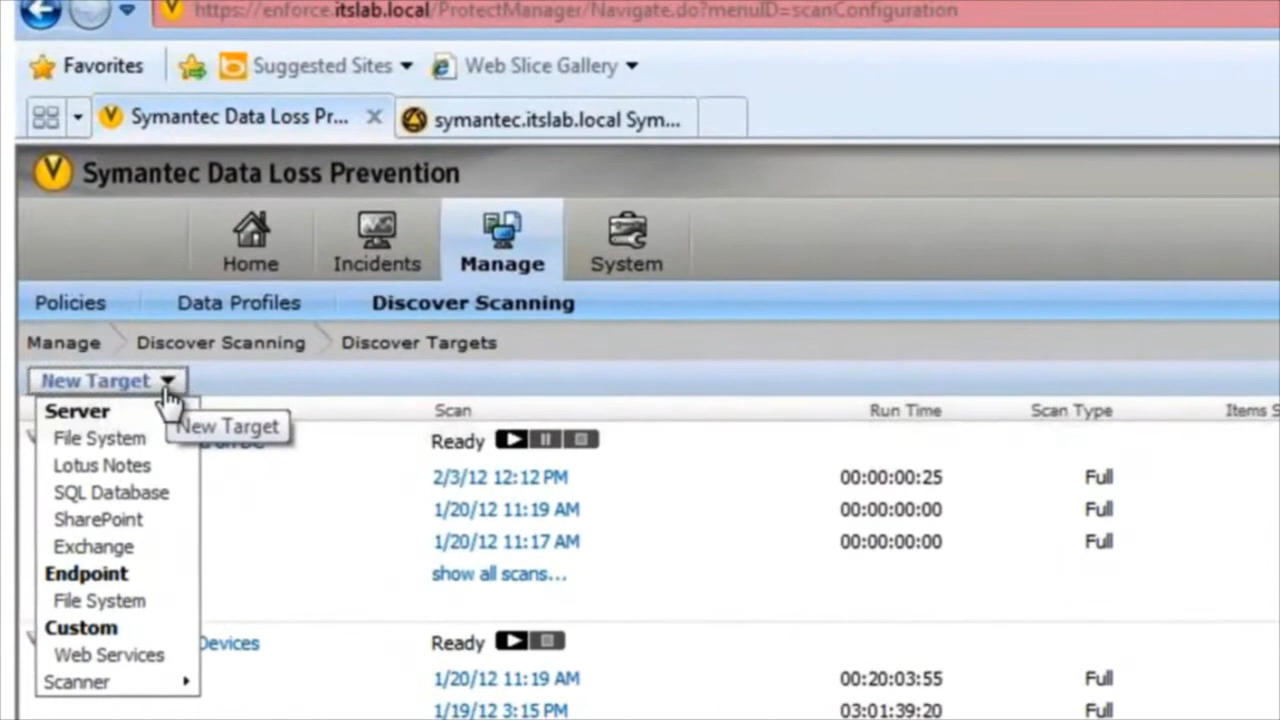 https://enforce.itslab.local/ProtectManager/Navigate.do?menuID=scanConfiguration
Favorites Suggested Sites Web Slice Gallery
Symantec Data Loss Pr... symantec.itslab.local Sym...
Symantec Data Loss Prevention
Home Incidents Manage System
Policies Data Profiles Discover Scanning
Manage Discover Scanning Discover Targets
New Target
Server Scan Run Time Scan Type Items
New Target
File System Ready
Lotus Notes 2/3/12 12:12 PM 00:00:00:25 Full
SQL Database
SharePoint 1/20/12 11:19 AM 00:00:00:00 Full
Exchange 1/20/12 11:17 AM 00:00:00:00 Full
Endpoint show all scans...
File System
Custom
Web Services Devices Ready
Scanner 1/20/12 11:19 AM 00:20:03:55 Full
1/19/12 3:15 PM 03:01:39:20 Full